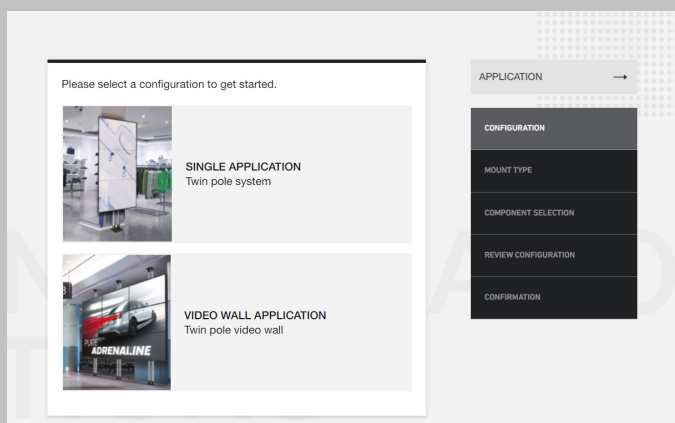 Please select a configuration to get started.
SINGLE APPLICATION
Twin pole system
PURE
ADRENALINE
VIDEO WALL APPLICATION
Twin pole video wall
APPLICATION →
CONFIGURATION
MOUNT TYPE
COMPONENT SELECTION
REVIEW CONFIGURATION
CONFIRMATION